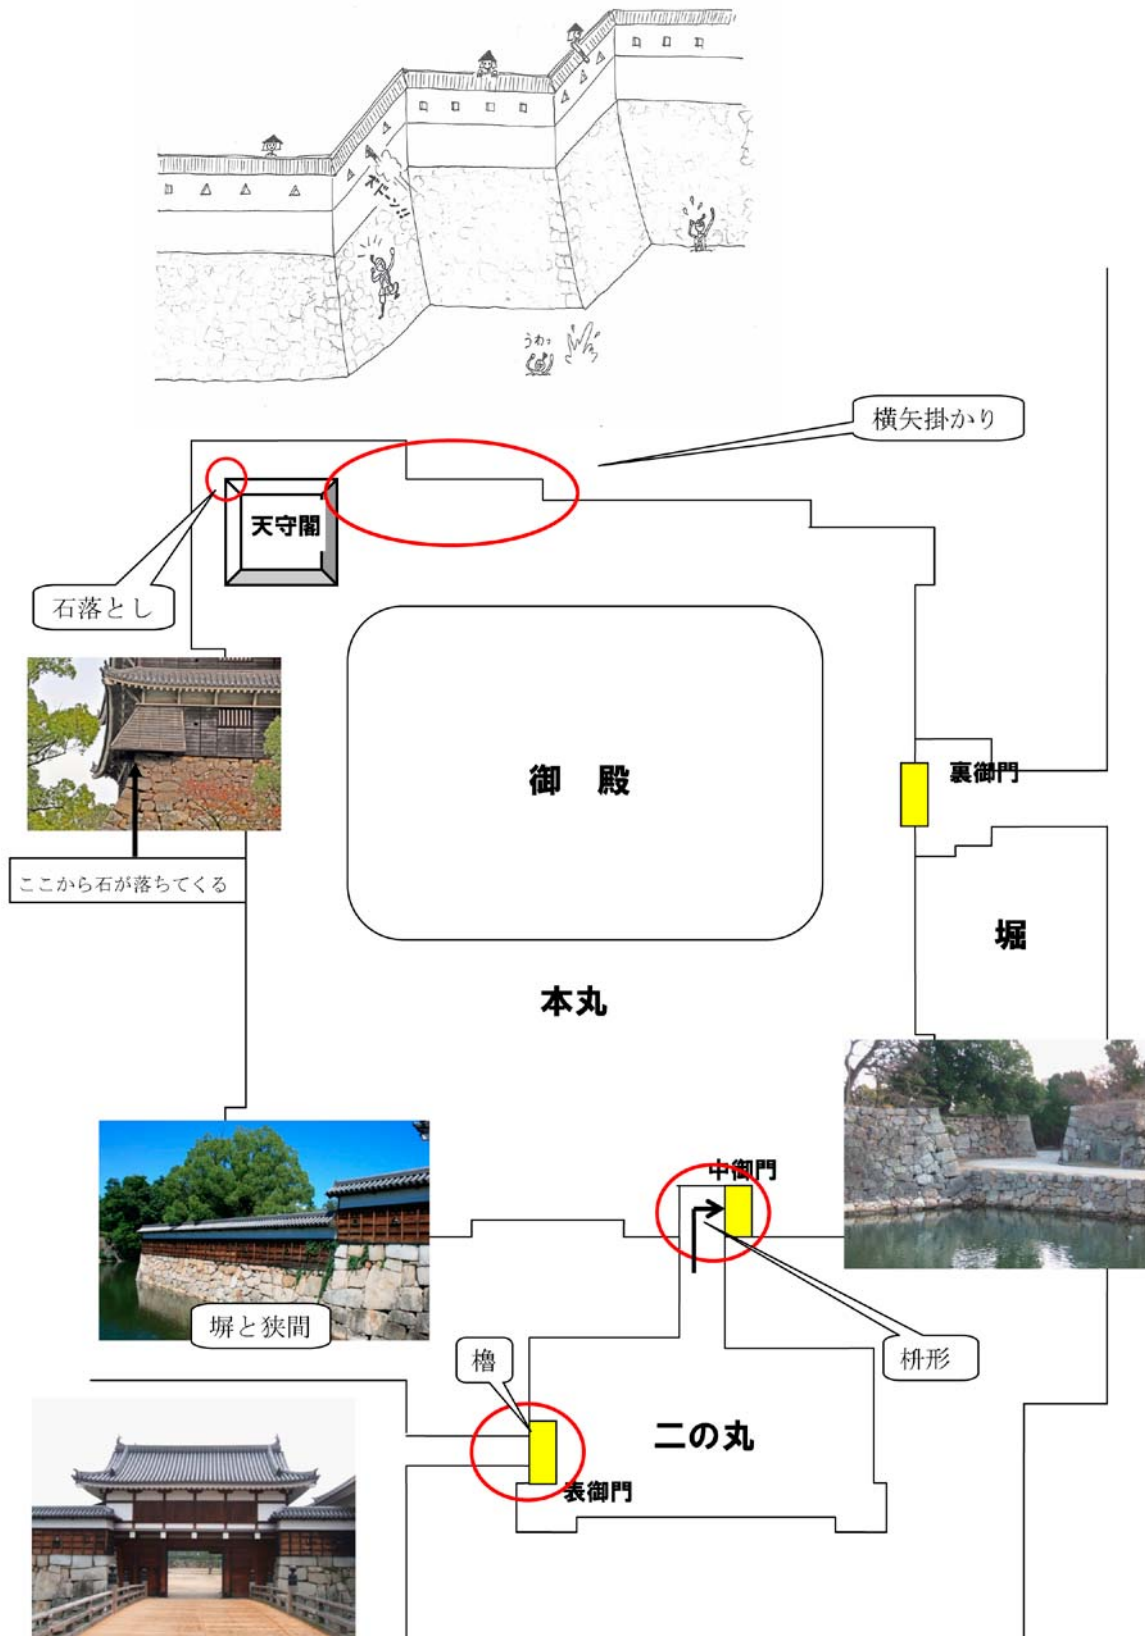 ズドーン!!
うわっ
横矢掛かり
天守閣
石落とし
御 殿
裏御門
ここから石が落ちてくる
堀
本丸
中御門
塀と狭間
櫓
枡形
二の丸
表御門